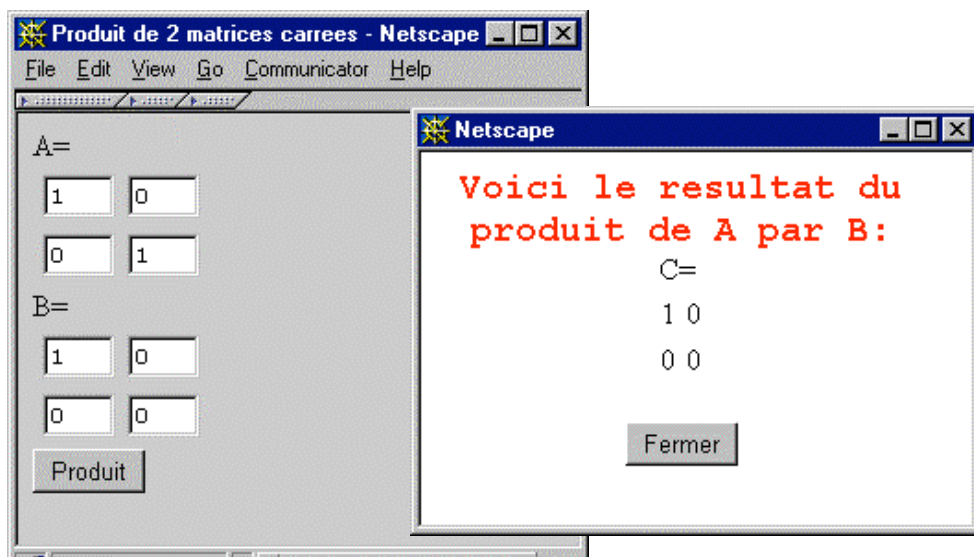 Produit de 2 matrices carrees - Netscape
File Edit View Go Communicator Help
A=
1 0
0 1
B=
1 0
0 0
Produit
Netscape
Voici le resultat du
produit de A par B:
C=
1 0
0 0
Fermer